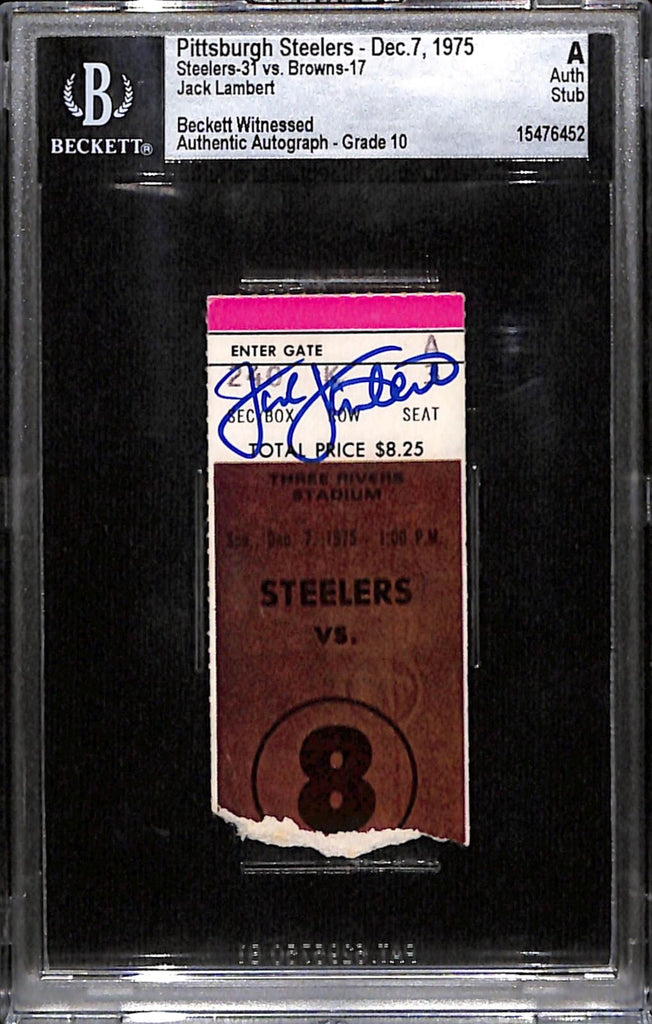 B
BECKETT®
Pittsburgh Steelers - Dec.7, 1975
Steelers-31 vs. Browns-17
Jack Lambert
Beckett Witnessed
Authentic Autograph - Grade 10
A
Auth
Stub
15476452
ENTER GATE A
240 K
Jack Lambert
SEC/BOX ROW SEAT
TOTAL PRICE $8.25
THREE RIVERS
STADIUM
Sun., Dec. 7, 1975 - 1:00 P.M.
STEELERS
VS.
8